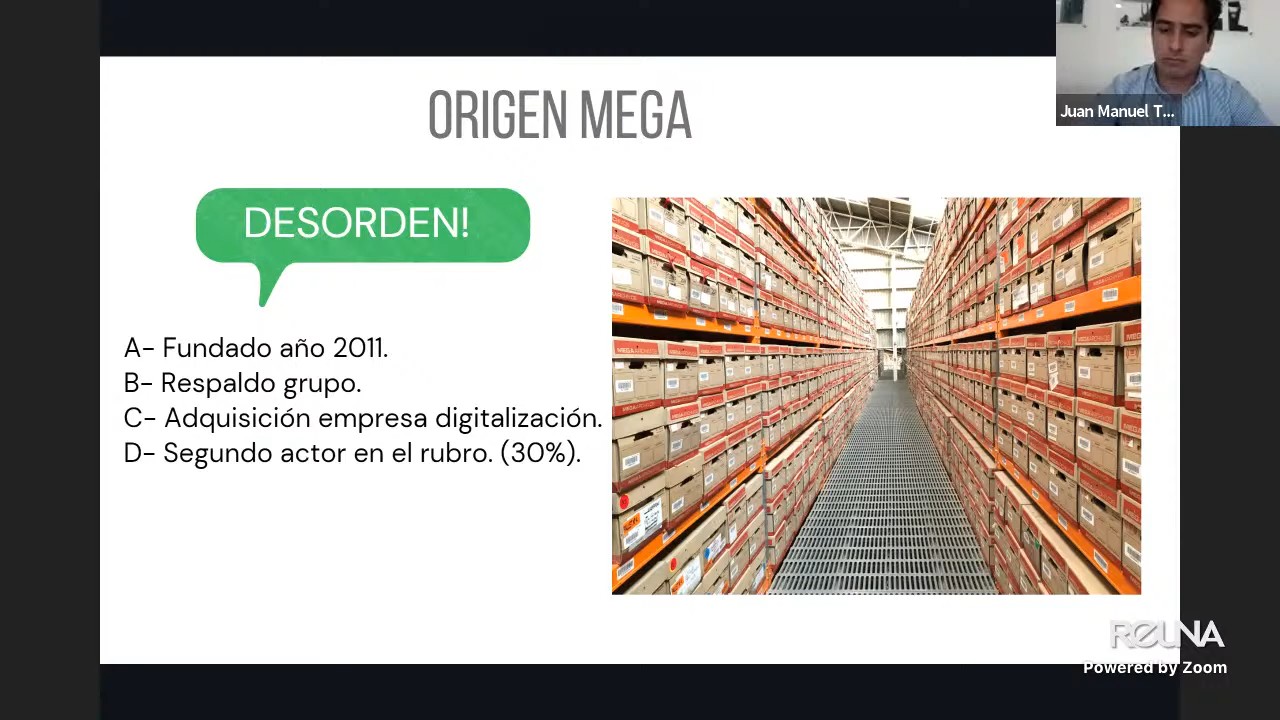 ORIGEN MEGA
Juan Manuel T...
DESORDEN!
A- Fundado año 2011.
B- Respaldo grupo.
C- Adquisición empresa digitalización.
D- Segundo actor en el rubro. (30%).
REUNA
Powered by Zoom